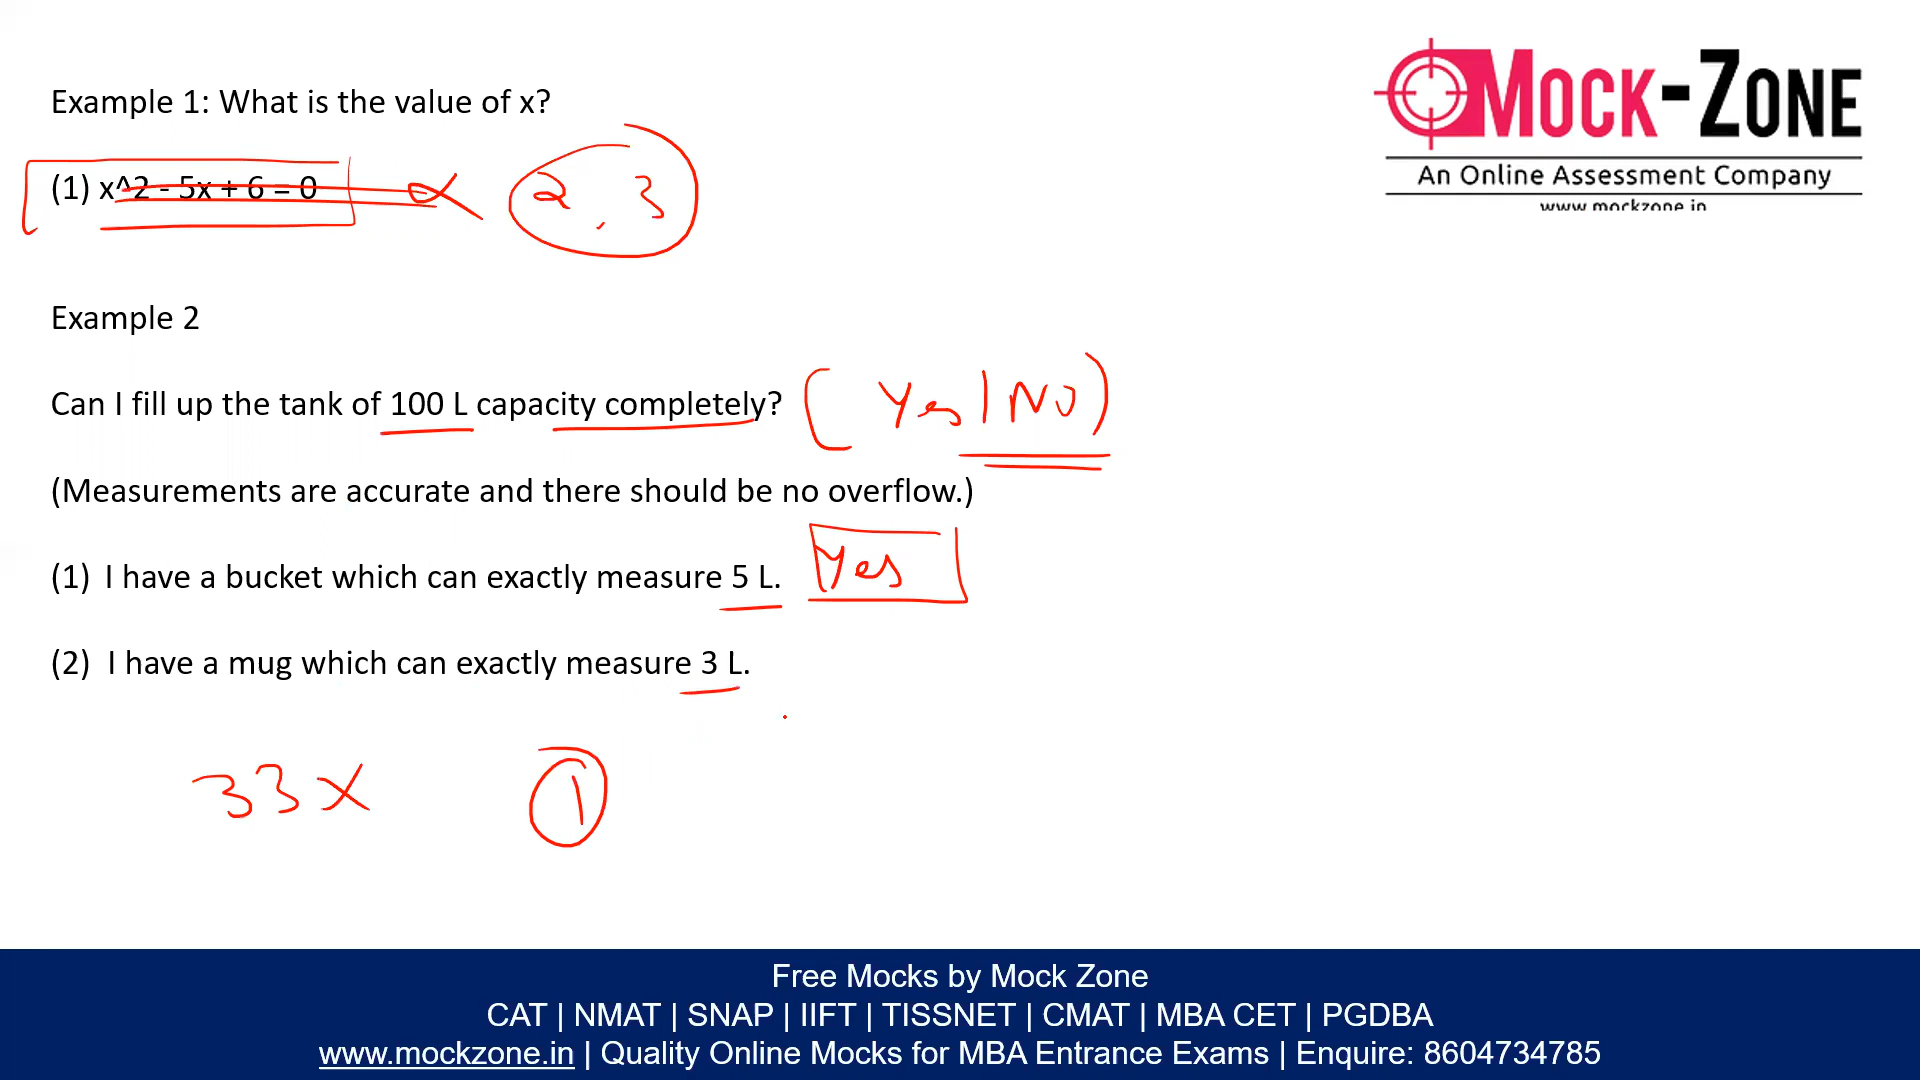 Example 1: What is the value of x?
MOCK-ZONE
An Online Assessment Company
www.mockzone.in
(1) x^2 - 5x + 6 = 0
2, 3
Example 2
Can I fill up the tank of 100 L capacity completely?
(Yes | NO)
(Measurements are accurate and there should be no overflow.)
(1) I have a bucket which can exactly measure 5 L.
Yes
(2) I have a mug which can exactly measure 3 L.
33 x
1
Free Mocks by Mock Zone
CAT | NMAT | SNAP | IIFT | TISSNET | CMAT | MBA CET | PGDBA
www.mockzone.in | Quality Online Mocks for MBA Entrance Exams | Enquire: 8604734785